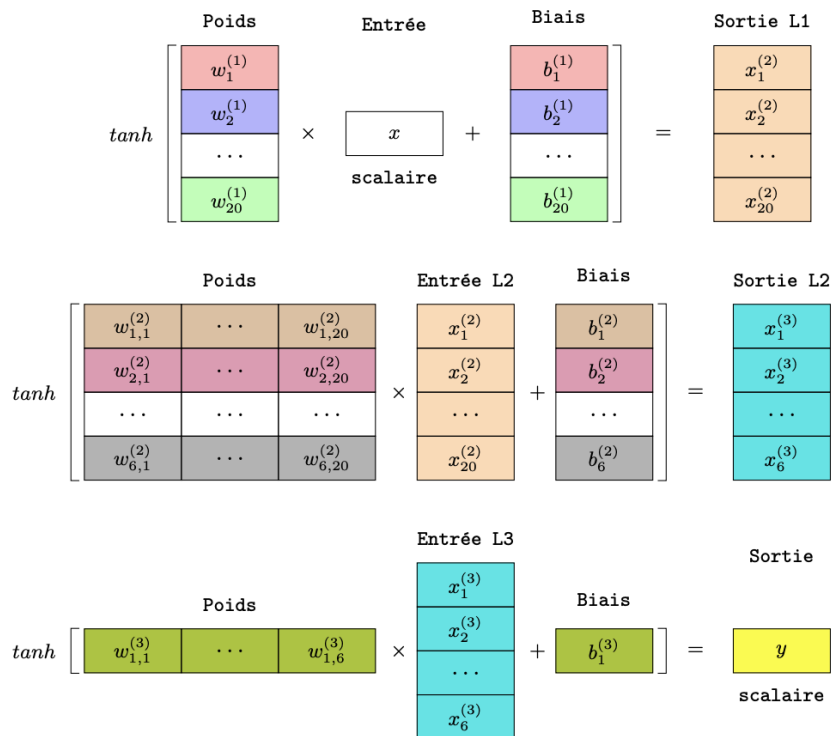 Poids Entrée Biais Sortie L1
w_1^{(1)} b_1^{(1)} x_1^{(2)}
w_2^{(1)} b_2^{(1)} x_2^{(2)}
tanh × x + =
··· ··· ···
scalaire
w_{20}^{(1)} b_{20}^{(1)} x_{20}^{(2)}
Poids Entrée L2 Biais Sortie L2
w_{1,1}^{(2)} ··· w_{1,20}^{(2)} x_1^{(2)} b_1^{(2)} x_1^{(3)}
w_{2,1}^{(2)} ··· w_{2,20}^{(2)} x_2^{(2)} b_2^{(2)} x_2^{(3)}
tanh × + =
··· ··· ··· ··· ··· ···
w_{6,1}^{(2)} ··· w_{6,20}^{(2)} x_{20}^{(2)} b_6^{(2)} x_6^{(3)}
Entrée L3
Sortie
x_1^{(3)}
Poids Biais
x_2^{(3)}
tanh w_{1,1}^{(3)} ··· w_{1,6}^{(3)} × + b_1^{(3)} = y
···
scalaire
x_6^{(3)}